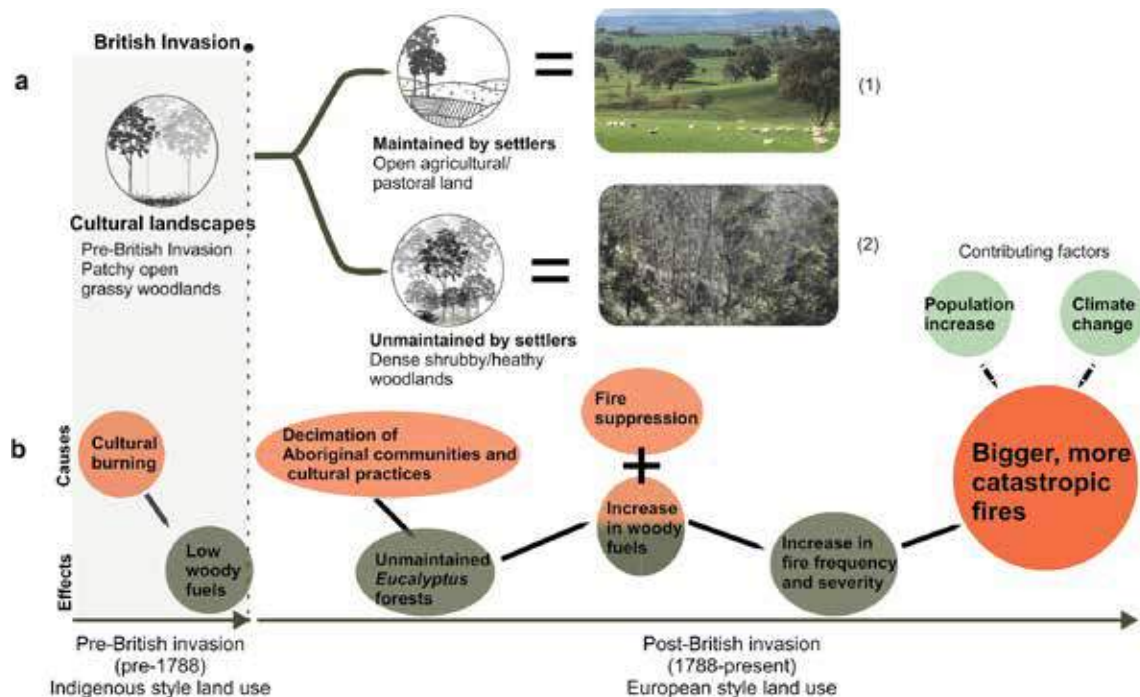 British Invasion
a
(1)
Maintained by settlers
Open agricultural/
pastoral land
Cultural landscapes
Pre-British Invasion
Patchy open
grassy woodlands
(2)
Unmaintained by settlers
Dense shrubby/heathy
woodlands
Contributing factors
Population
increase
Climate
change
b
Causes
Effects
Cultural
burning
Low
woody
fuels
Decimation of
Aboriginal communities and
cultural practices
Unmaintained
Eucalyptus
forests
Fire
suppression
+
Increase
in woody
fuels
Increase in
fire frequency
and severity
Bigger, more
catastropic
fires
Pre-British invasion
(pre-1788)
Indigenous style land use
Post-British invasion
(1788-present)
European style land use